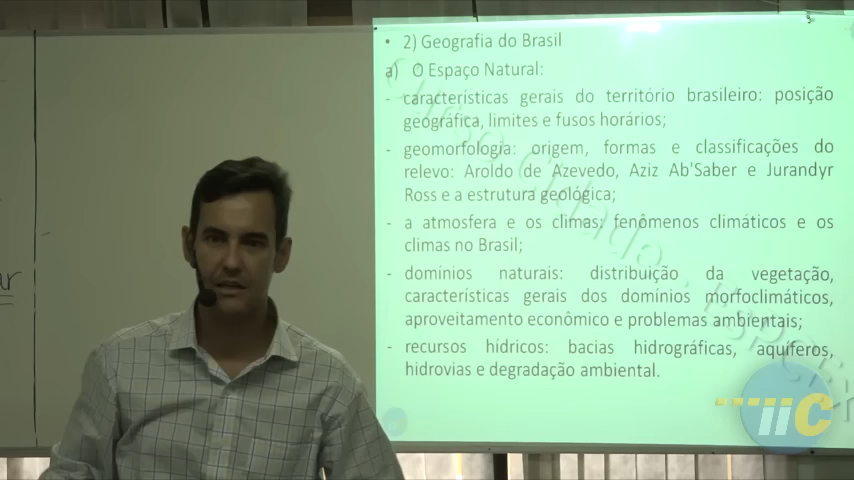 • 2) Geografia do Brasil
a) O Espaço Natural:
- características gerais do território brasileiro: posição
geográfica, limites e fusos horários;
- geomorfologia: origem, formas e classificações do
relevo: Aroldo de Azevedo, Aziz Ab'Saber e Jurandyr
Ross e a estrutura geológica;
- a atmosfera e os climas: fenômenos climáticos e os
climas no Brasil;
- domínios naturais: distribuição da vegetação,
características gerais dos domínios morfoclimáticos,
aproveitamento econômico e problemas ambientais;
- recursos hídricos: bacias hidrográficas, aquíferos,
hidrovias e degradação ambiental.
ar
iiC